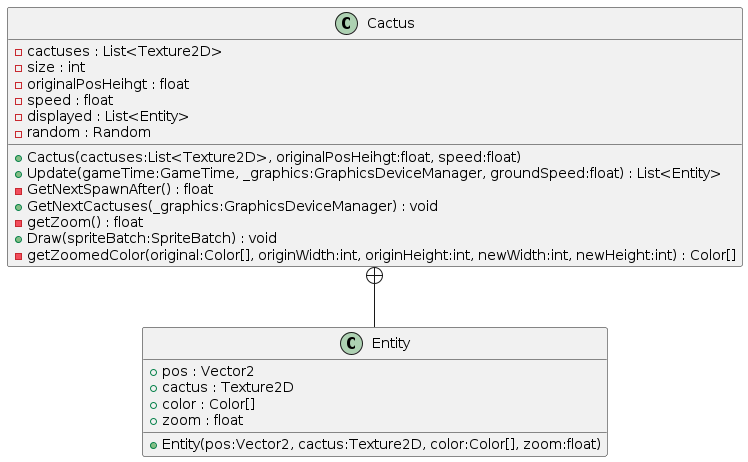 C Cactus
cactuses : List<Texture2D>
size : int
originalPosHeihgt : float
speed : float
displayed : List<Entity>
random : Random
Cactus(cactuses:List<Texture2D>, originalPosHeihgt:float, speed:float)
Update(gameTime:GameTime, _graphics:GraphicsDeviceManager, groundSpeed:float) : List<Entity>
GetNextSpawnAfter() : float
GetNextCactuses(_graphics:GraphicsDeviceManager) : void
getZoom() : float
Draw(spriteBatch:SpriteBatch) : void
getZoomedColor(original:Color[], originWidth:int, originHeight:int, newWidth:int, newHeight:int) : Color[]
C Entity
pos : Vector2
cactus : Texture2D
color : Color[]
zoom : float
Entity(pos:Vector2, cactus:Texture2D, color:Color[], zoom:float)